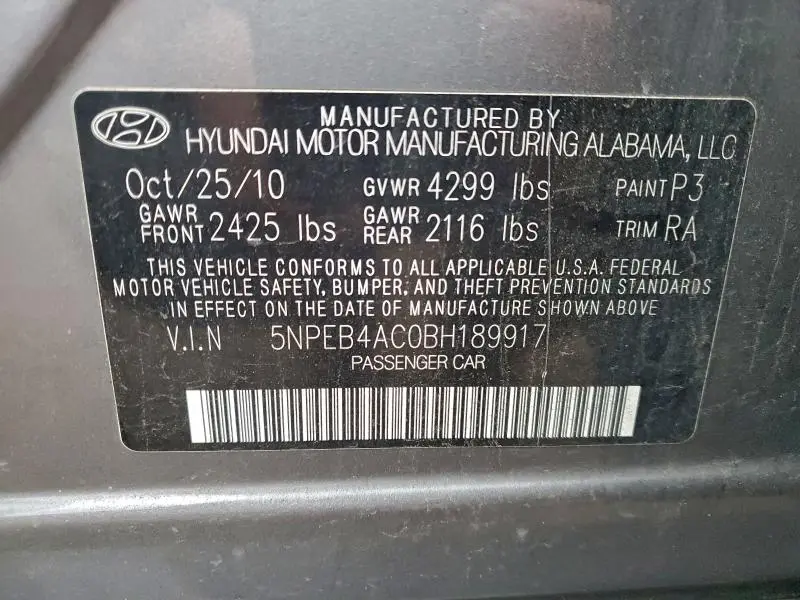 MANUFACTURED BY
HYUNDAI MOTOR MANUFACTURING ALABAMA, LLC
Oct/25/10 GVWR 4299 lbs PAINT P3
GAWR FRONT 2425 lbs GAWR REAR 2116 lbs TRIM RA
THIS VEHICLE CONFORMS TO ALL APPLICABLE U.S.A. FEDERAL
MOTOR VEHICLE SAFETY, BUMPER, AND THEFT PREVENTION STANDARDS
IN EFFECT ON THE DATE OF MANUFACTURE SHOWN ABOVE
V.I.N 5NPEB4AC0BH189917
PASSENGER CAR